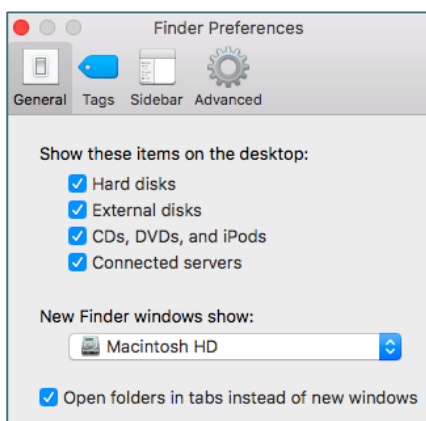 Finder Preferences
General Tags Sidebar Advanced
Show these items on the desktop:
Hard disks
External disks
CDs, DVDs, and iPods
Connected servers
New Finder windows show:
Macintosh HD
Open folders in tabs instead of new windows